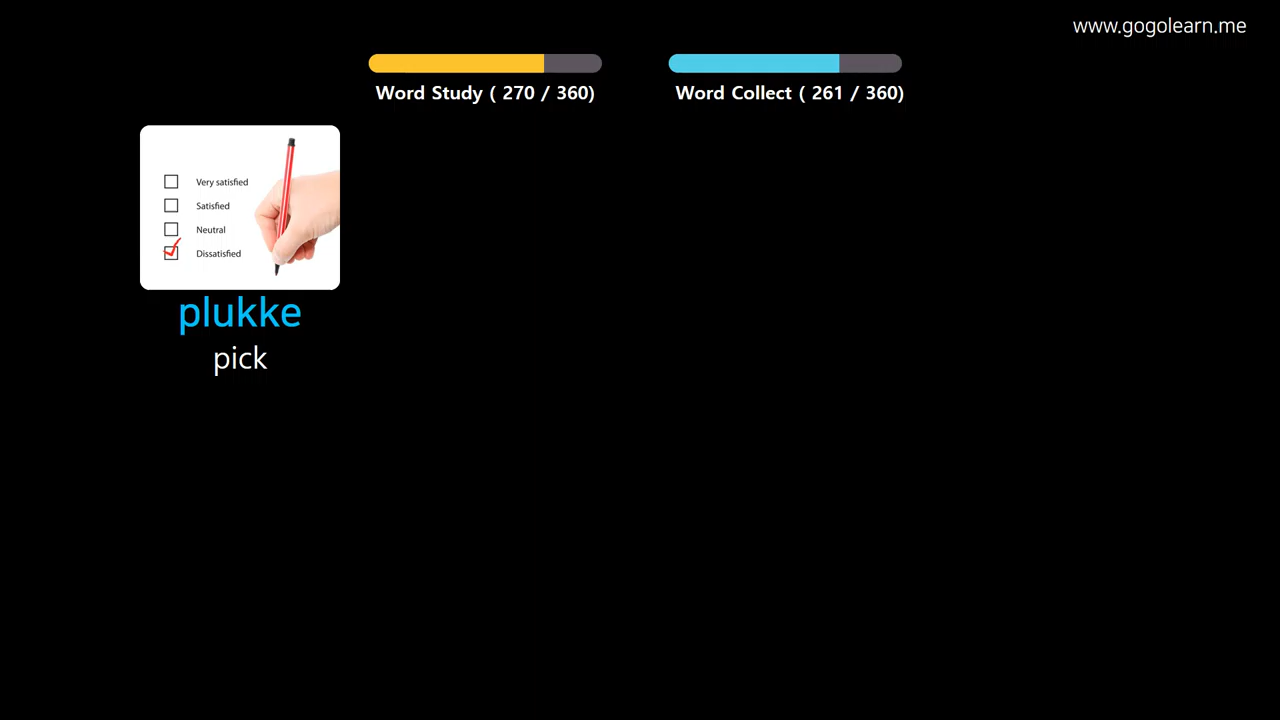 www.gogolearn.me
Word Study ( 270 / 360)
Word Collect ( 261 / 360)
Very satisfied
Satisfied
Neutral
Dissatisfied
plukke
pick